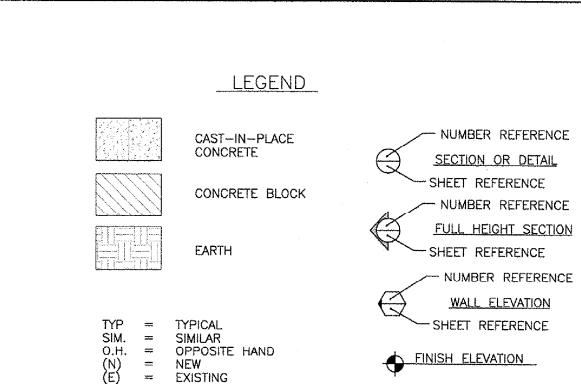 LEGEND
CAST-IN-PLACE
CONCRETE
CONCRETE BLOCK
EARTH
TYP = TYPICAL
SIM. = SIMILAR
O.H. = OPPOSITE HAND
(N) = NEW
(E) = EXISTING
NUMBER REFERENCE
SECTION OR DETAIL
SHEET REFERENCE
NUMBER REFERENCE
FULL HEIGHT SECTION
SHEET REFERENCE
NUMBER REFERENCE
WALL ELEVATION
SHEET REFERENCE
FINISH ELEVATION